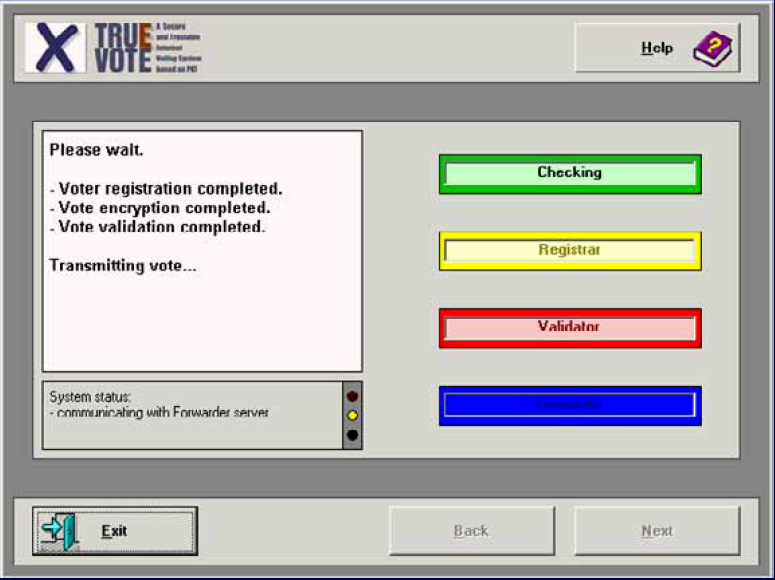 TRUE
VOTE
A Secure
and Trustable
Internet
Voting System
based on PKI
Help
Please wait.
- Voter registration completed.
- Vote encryption completed.
- Vote validation completed.
Transmitting vote...
System status:
- communicating with Forwarder server
Checking
Registrar
Validator
Forwarder
Exit
Back
Next